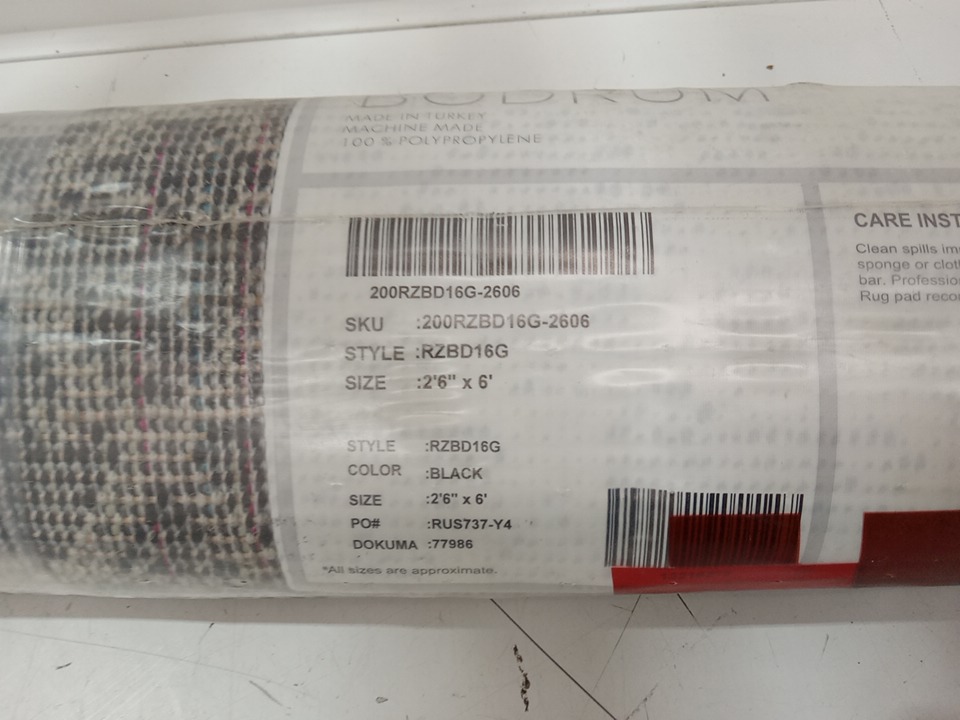 BODRUM
MADE IN TURKEY
MACHINE MADE
100 % POLYPROPYLENE
200RZBD16G-2606
SKU :200RZBD16G-2606
STYLE :RZBD16G
SIZE :2'6" x 6'
STYLE :RZBD16G
COLOR :BLACK
SIZE :2'6" x 6'
PO# :RUS737-Y4
DOKUMA :77986
*All sizes are approximate.
CARE INST
Clean spills im
sponge or clot
bar. Profession
Rug pad reco